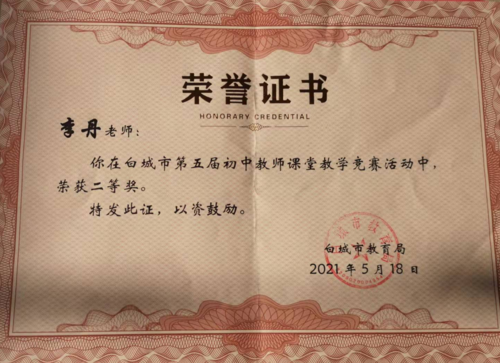 荣誉证书
HONORARY CREDENTIAL
李丹老师：
你在白城市第五届初中教师课堂教学竞赛活动中，
荣获二等奖。
特发此证，以资鼓励。
白城市教育局
2021年5月18日